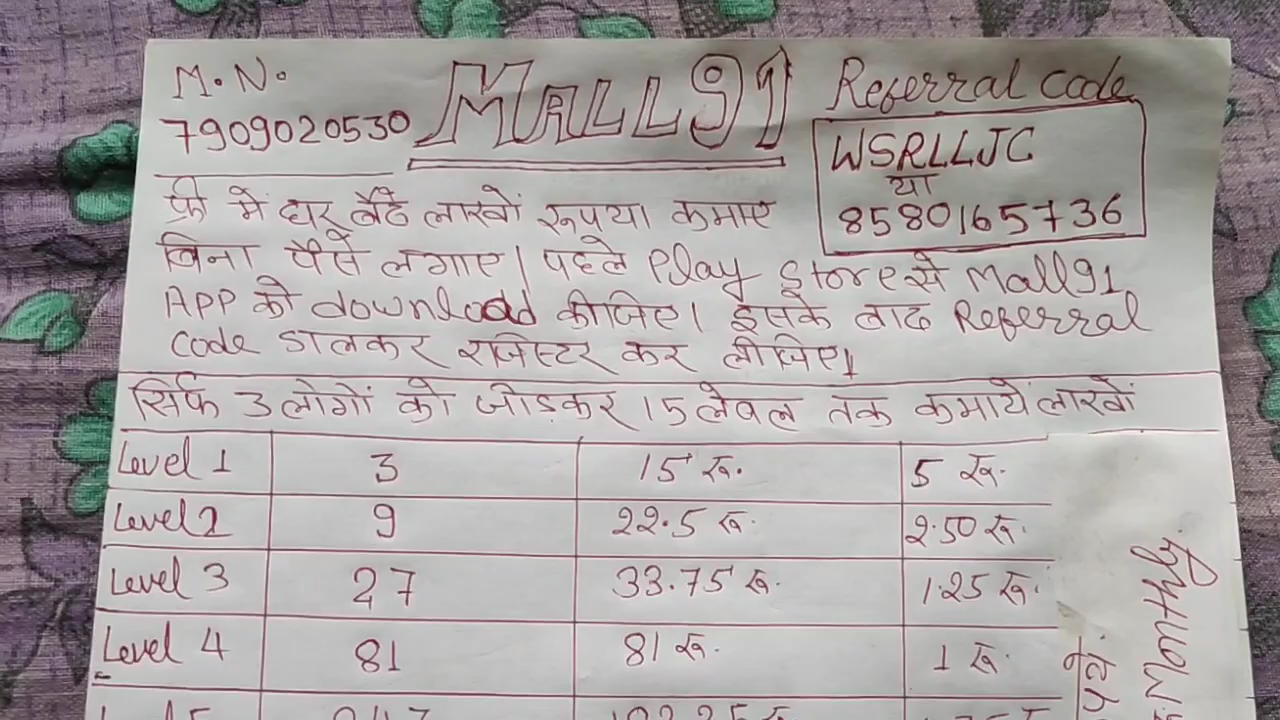 M.N.
7909020530
MALL91
Referral Code
WSRLLJC
या
8580165736
फ्री में घर बैठे लाखों रूपया कमाए
बिना पैसे लगाए। पहले Play Store से Mall91
APP को download कीजिए। इसके बाद Referral
Code डालकर रजिस्टर कर लीजिए।
सिर्फ 3 लोगों को जोड़कर 15 लेवल तक कमायें लाखों
Level 1 3 15 रू. 5 रू.
Level 2 9 22.5 रू. 2.50 रू.
Level 3 27 33.75 रू. 1.25 रू.
Level 4 81 81 रू. 1 रू.